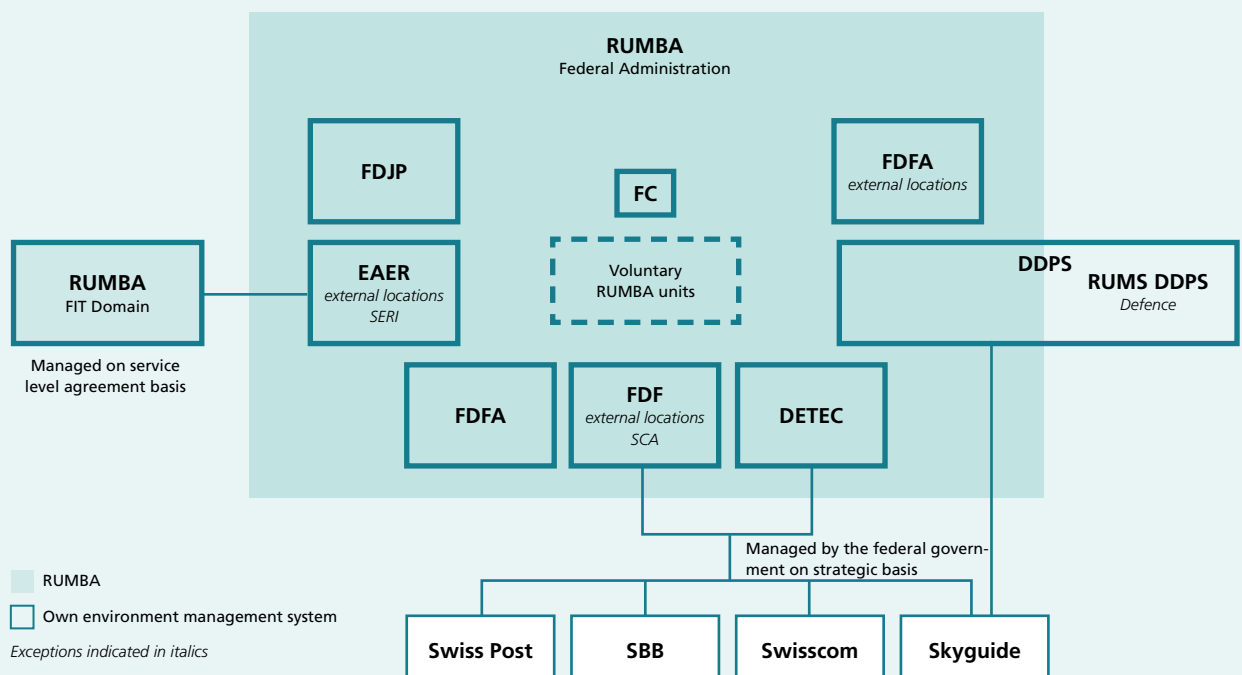 RUMBA
Federal Administration
FDJP
FC
FDFA
external locations
RUMBA
FIT Domain
Managed on service
level agreement basis
EAER
external locations
SERI
Voluntary
RUMBA units
DDPS
RUMS DDPS
Defence
FDFA
FDF
external locations
SCA
DETEC
Managed by the federal govern-
ment on strategic basis
RUMBA
Own environment management system
Exceptions indicated in italics
Swiss Post
SBB
Swisscom
Skyguide